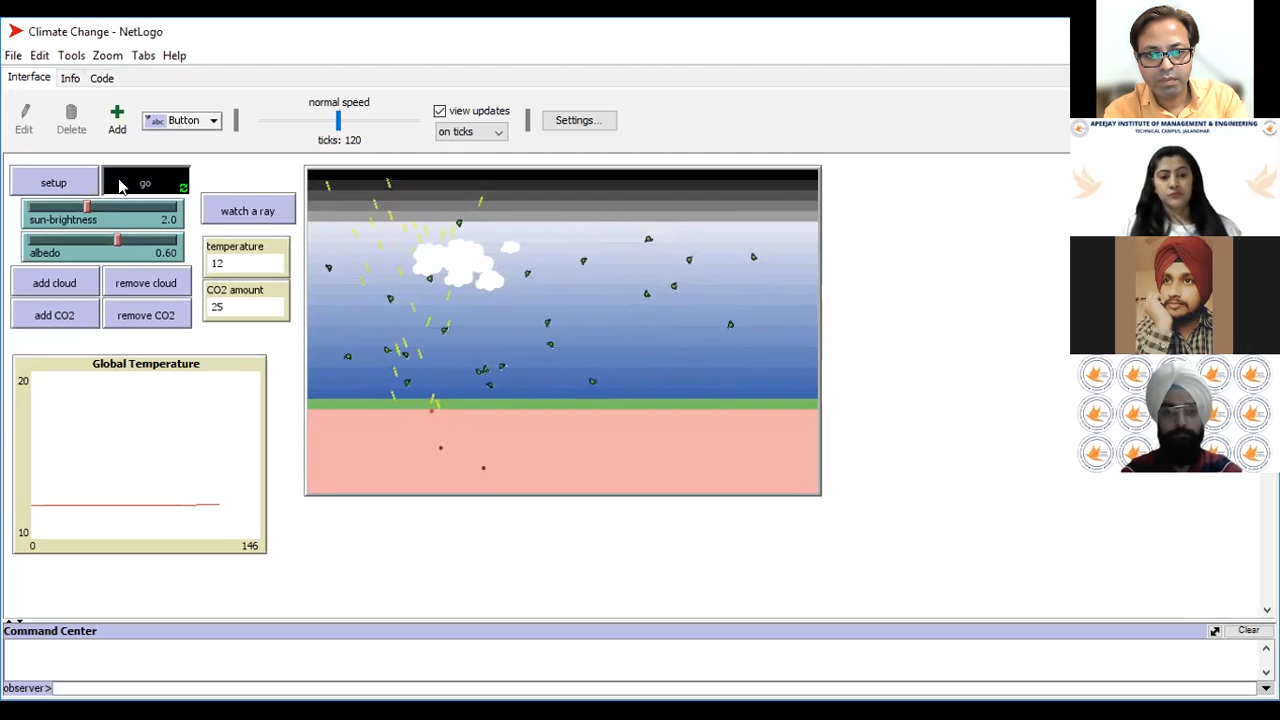 Climate Change - NetLogo
File Edit Tools Zoom Tabs Help
Interface Info Code
Edit Delete Add abc Button
normal speed
ticks: 120
view updates
on ticks
Settings...
setup go
sun-brightness 2.0
albedo 0.60
add cloud remove cloud
add CO2 remove CO2
watch a ray
temperature
12
CO2 amount
25
Global Temperature
20
10
0 146
Command Center
Clear
observer>
APEEJAY INSTITUTE OF MANAGEMENT & ENGINEERING
TECHNICAL CAMPUS, JALANDHAR